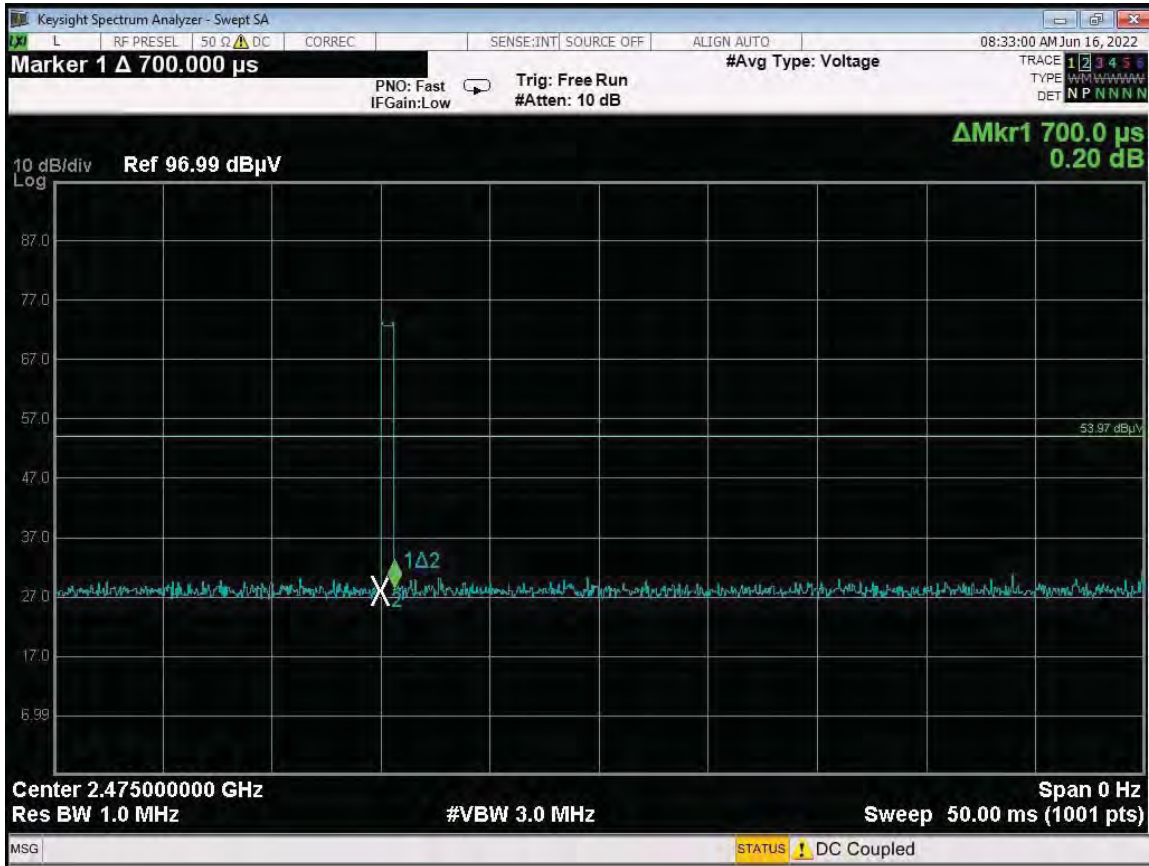 Keysight Spectrum Analyzer - Swept SA
LXI L RF PRESEL 50 Ω DC CORREC SENSE:INT SOURCE OFF ALIGN AUTO 08:33:00 AM Jun 16, 2022
Marker 1 Δ 700.000 µs
PNO: Fast
IFGain:Low
Trig: Free Run
#Atten: 10 dB
#Avg Type: Voltage
TRACE 1 2 3 4 5 6
TYPE WMWWWW
DET N P N N N N
ΔMkr1 700.0 µs
0.20 dB
10 dB/div
Log
Ref 96.99 dBµV
87.0
77.0
67.0
57.0
53.97 dBµV
47.0
37.0
1Δ2
27.0
X2
17.0
6.99
Center 2.475000000 GHz
Span 0 Hz
Res BW 1.0 MHz
#VBW 3.0 MHz
Sweep 50.00 ms (1001 pts)
MSG
STATUS ! DC Coupled